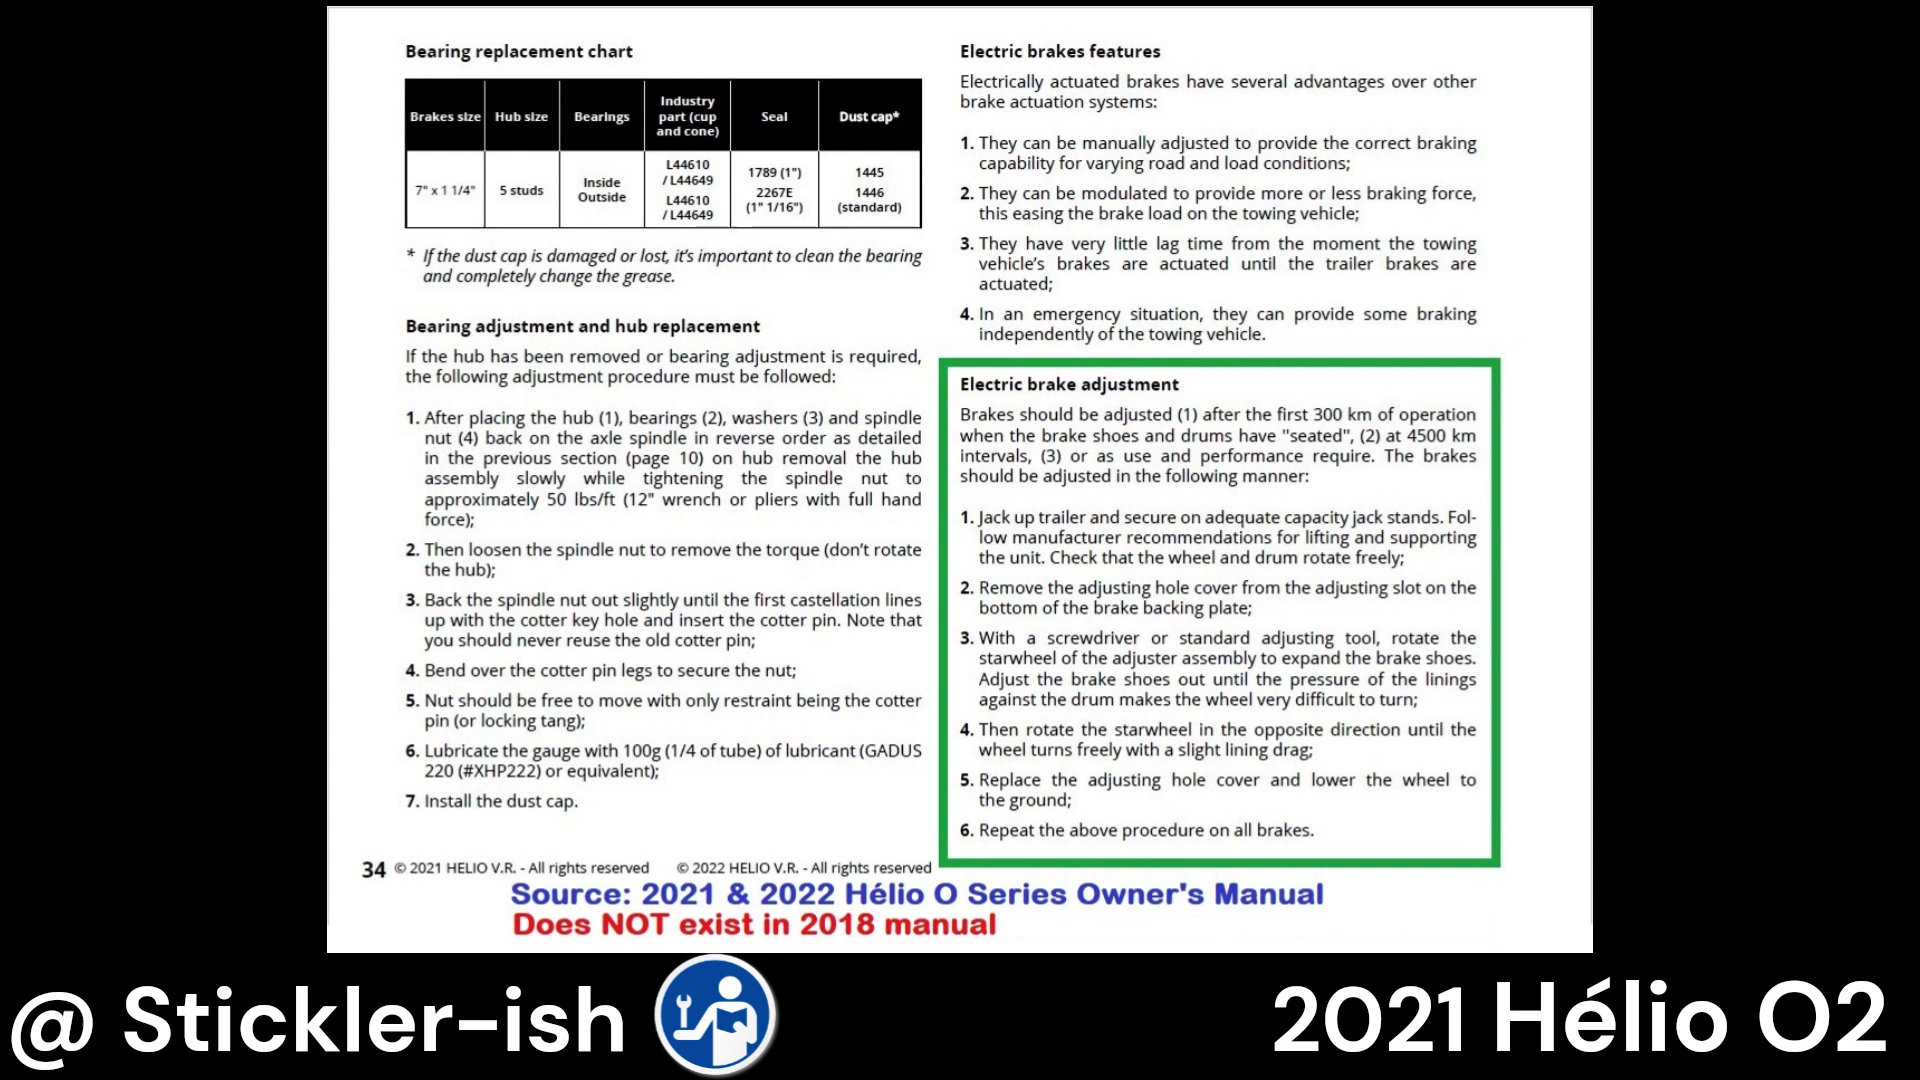 Bearing replacement chart
Brakes size Hub size Bearings Industry part (cup and cone) Seal Dust cap*
7" x 1 1/4" 5 studs Inside Outside L44610 / L44649 L44610 / L44649 1789 (1") 2267E (1" 1/16") 1445 1446 (standard)
* If the dust cap is damaged or lost, it's important to clean the bearing
and completely change the grease.
Bearing adjustment and hub replacement
If the hub has been removed or bearing adjustment is required,
the following adjustment procedure must be followed:
1. After placing the hub (1), bearings (2), washers (3) and spindle
nut (4) back on the axle spindle in reverse order as detailed
in the previous section (page 10) on hub removal the hub
assembly slowly while tightening the spindle nut to
approximately 50 lbs/ft (12" wrench or pliers with full hand
force);
2. Then loosen the spindle nut to remove the torque (don't rotate
the hub);
3. Back the spindle nut out slightly until the first castellation lines
up with the cotter key hole and insert the cotter pin. Note that
you should never reuse the old cotter pin;
4. Bend over the cotter pin legs to secure the nut;
5. Nut should be free to move with only restraint being the cotter
pin (or locking tang);
6. Lubricate the gauge with 100g (1/4 of tube) of lubricant (GADUS
220 (#XHP222) or equivalent);
7. Install the dust cap.
Electric brakes features
Electrically actuated brakes have several advantages over other
brake actuation systems:
1. They can be manually adjusted to provide the correct braking
capability for varying road and load conditions;
2. They can be modulated to provide more or less braking force,
this easing the brake load on the towing vehicle;
3. They have very little lag time from the moment the towing
vehicle's brakes are actuated until the trailer brakes are
actuated;
4. In an emergency situation, they can provide some braking
independently of the towing vehicle.
Electric brake adjustment
Brakes should be adjusted (1) after the first 300 km of operation
when the brake shoes and drums have "seated", (2) at 4500 km
intervals, (3) or as use and performance require. The brakes
should be adjusted in the following manner:
1. Jack up trailer and secure on adequate capacity jack stands. Fol-
low manufacturer recommendations for lifting and supporting
the unit. Check that the wheel and drum rotate freely;
2. Remove the adjusting hole cover from the adjusting slot on the
bottom of the brake backing plate;
3. With a screwdriver or standard adjusting tool, rotate the
starwheel of the adjuster assembly to expand the brake shoes.
Adjust the brake shoes out until the pressure of the linings
against the drum makes the wheel very difficult to turn;
4. Then rotate the starwheel in the opposite direction until the
wheel turns freely with a slight lining drag;
5. Replace the adjusting hole cover and lower the wheel to
the ground;
6. Repeat the above procedure on all brakes.
34 © 2021 HELIO V.R. - All rights reserved © 2022 HELIO V.R. - All rights reserved
Source: 2021 & 2022 Hélio O Series Owner's Manual
Does NOT exist in 2018 manual
@ Stickler-ish 2021 Hélio O2